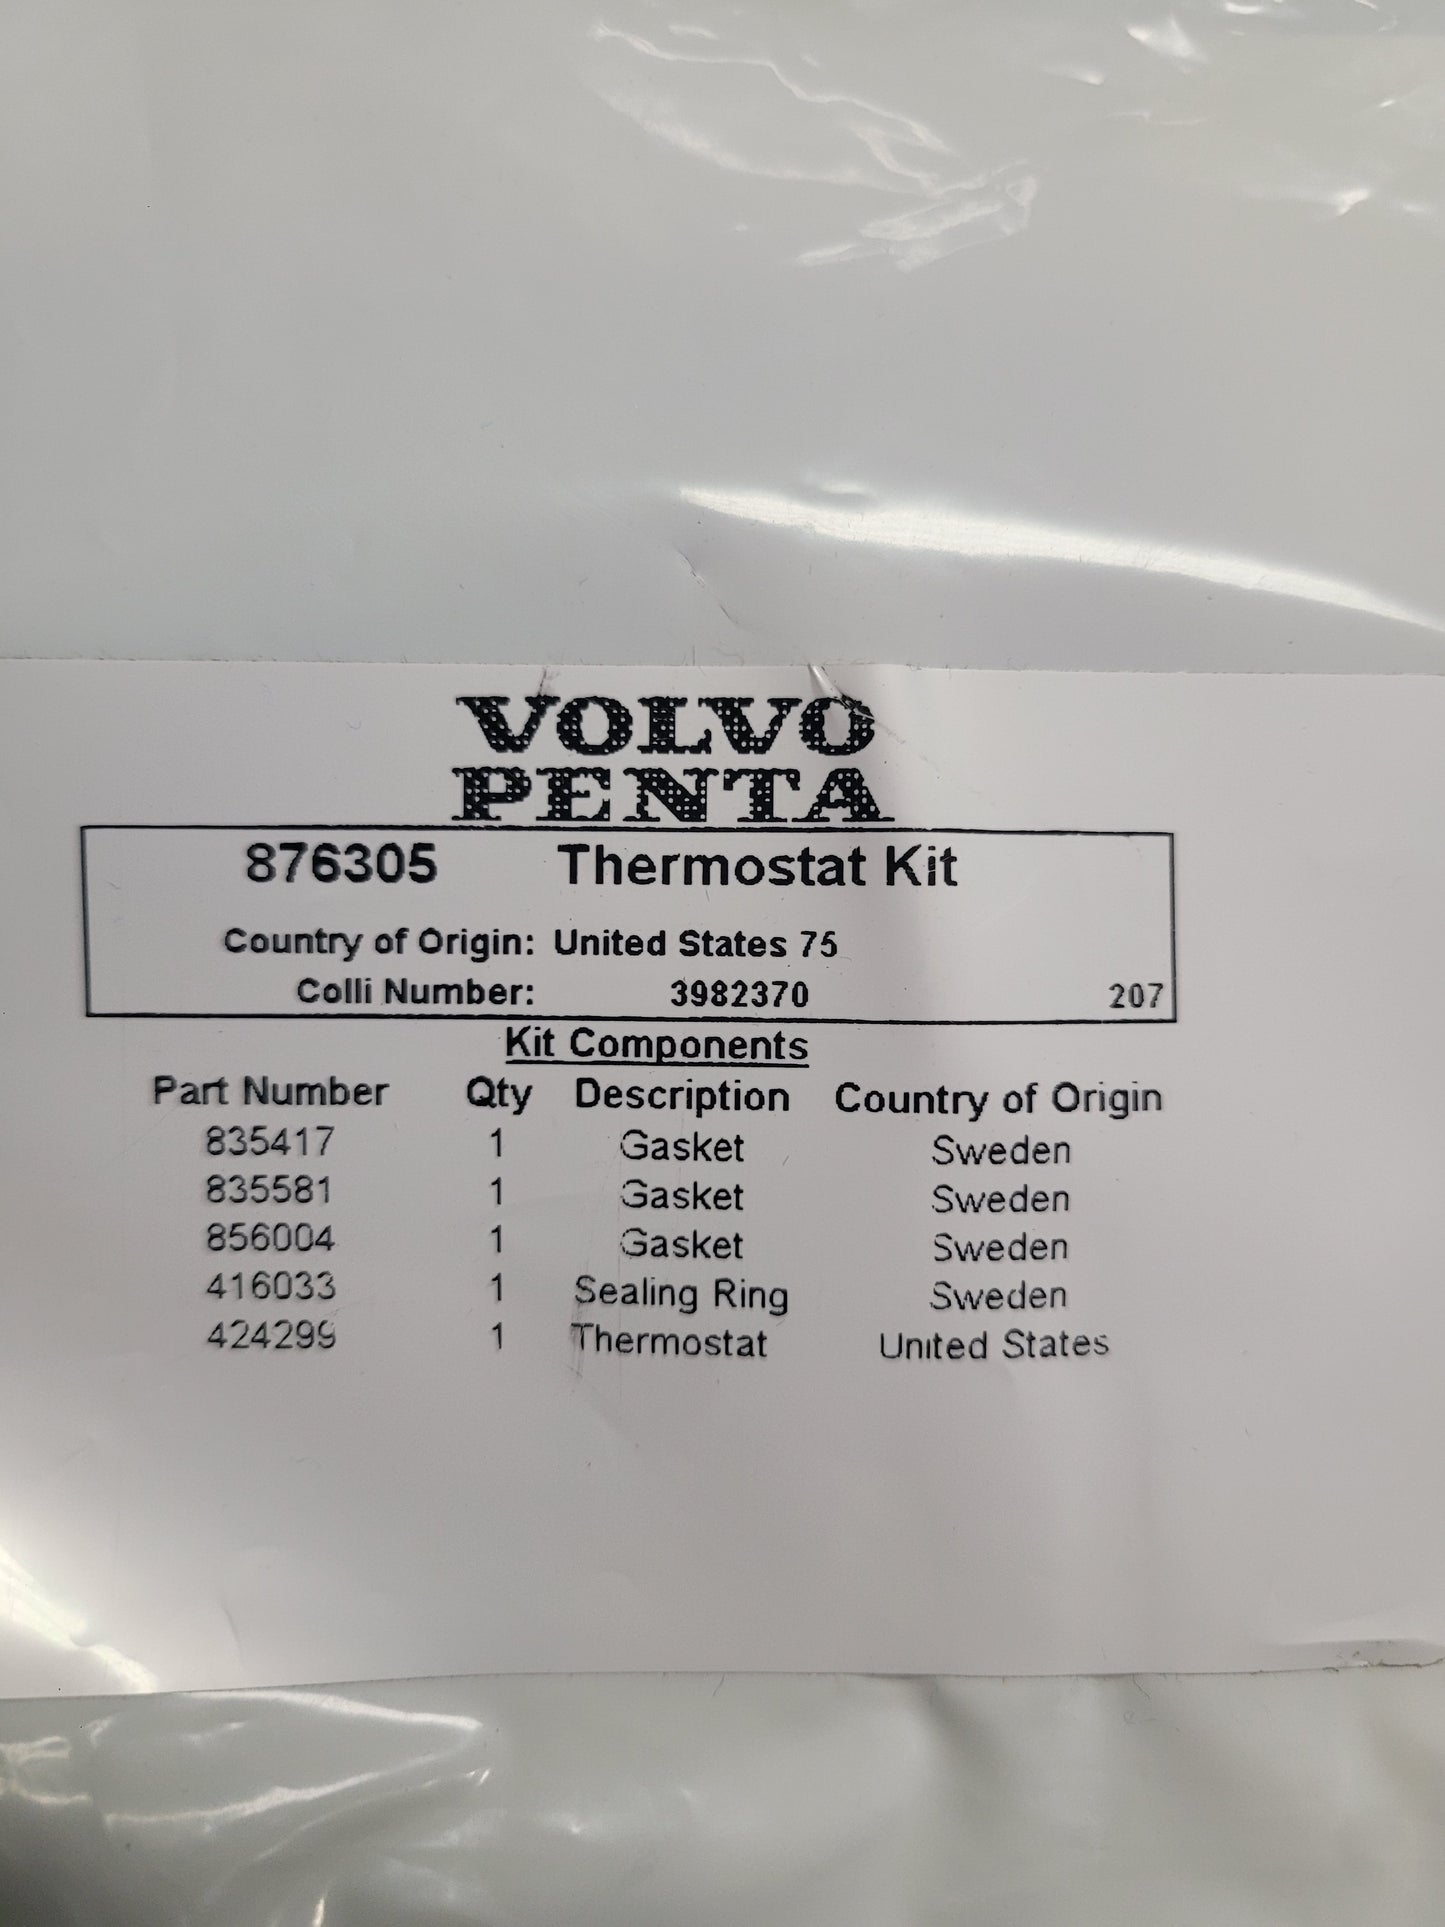 VOLVO
PENTA
876305 Thermostat Kit
Country of Origin: United States 75
Colli Number: 3982370 207
Kit Components
Part Number Qty Description Country of Origin
835417 1 Gasket Sweden
835581 1 Gasket Sweden
856004 1 Gasket Sweden
416033 1 Sealing Ring Sweden
424299 1 Thermostat United States